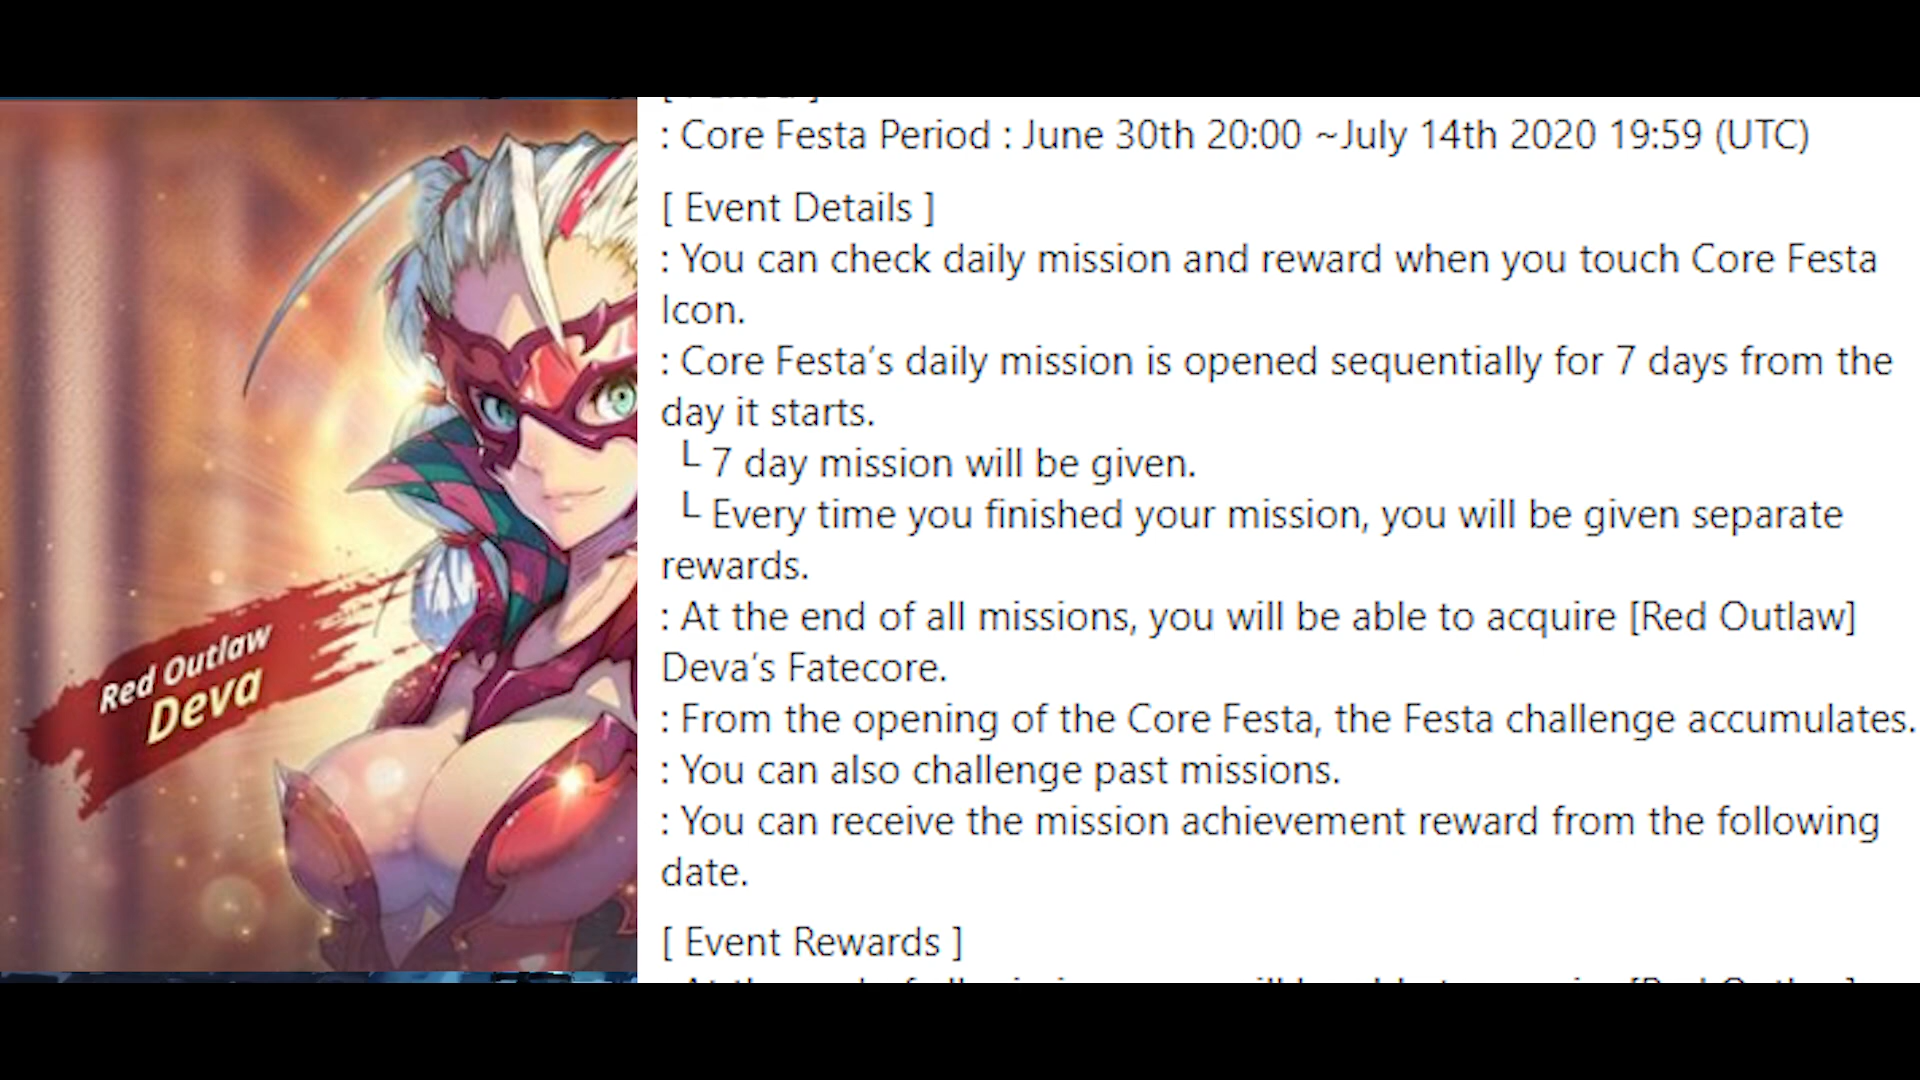 Red Outlaw
Deva
: Core Festa Period : June 30th 20:00 ~July 14th 2020 19:59 (UTC)
[ Event Details ]
: You can check daily mission and reward when you touch Core Festa
Icon.
: Core Festa's daily mission is opened sequentially for 7 days from the
day it starts.
└ 7 day mission will be given.
└ Every time you finished your mission, you will be given separate
rewards.
: At the end of all missions, you will be able to acquire [Red Outlaw]
Deva's Fatecore.
: From the opening of the Core Festa, the Festa challenge accumulates.
: You can also challenge past missions.
: You can receive the mission achievement reward from the following
date.
[ Event Rewards ]